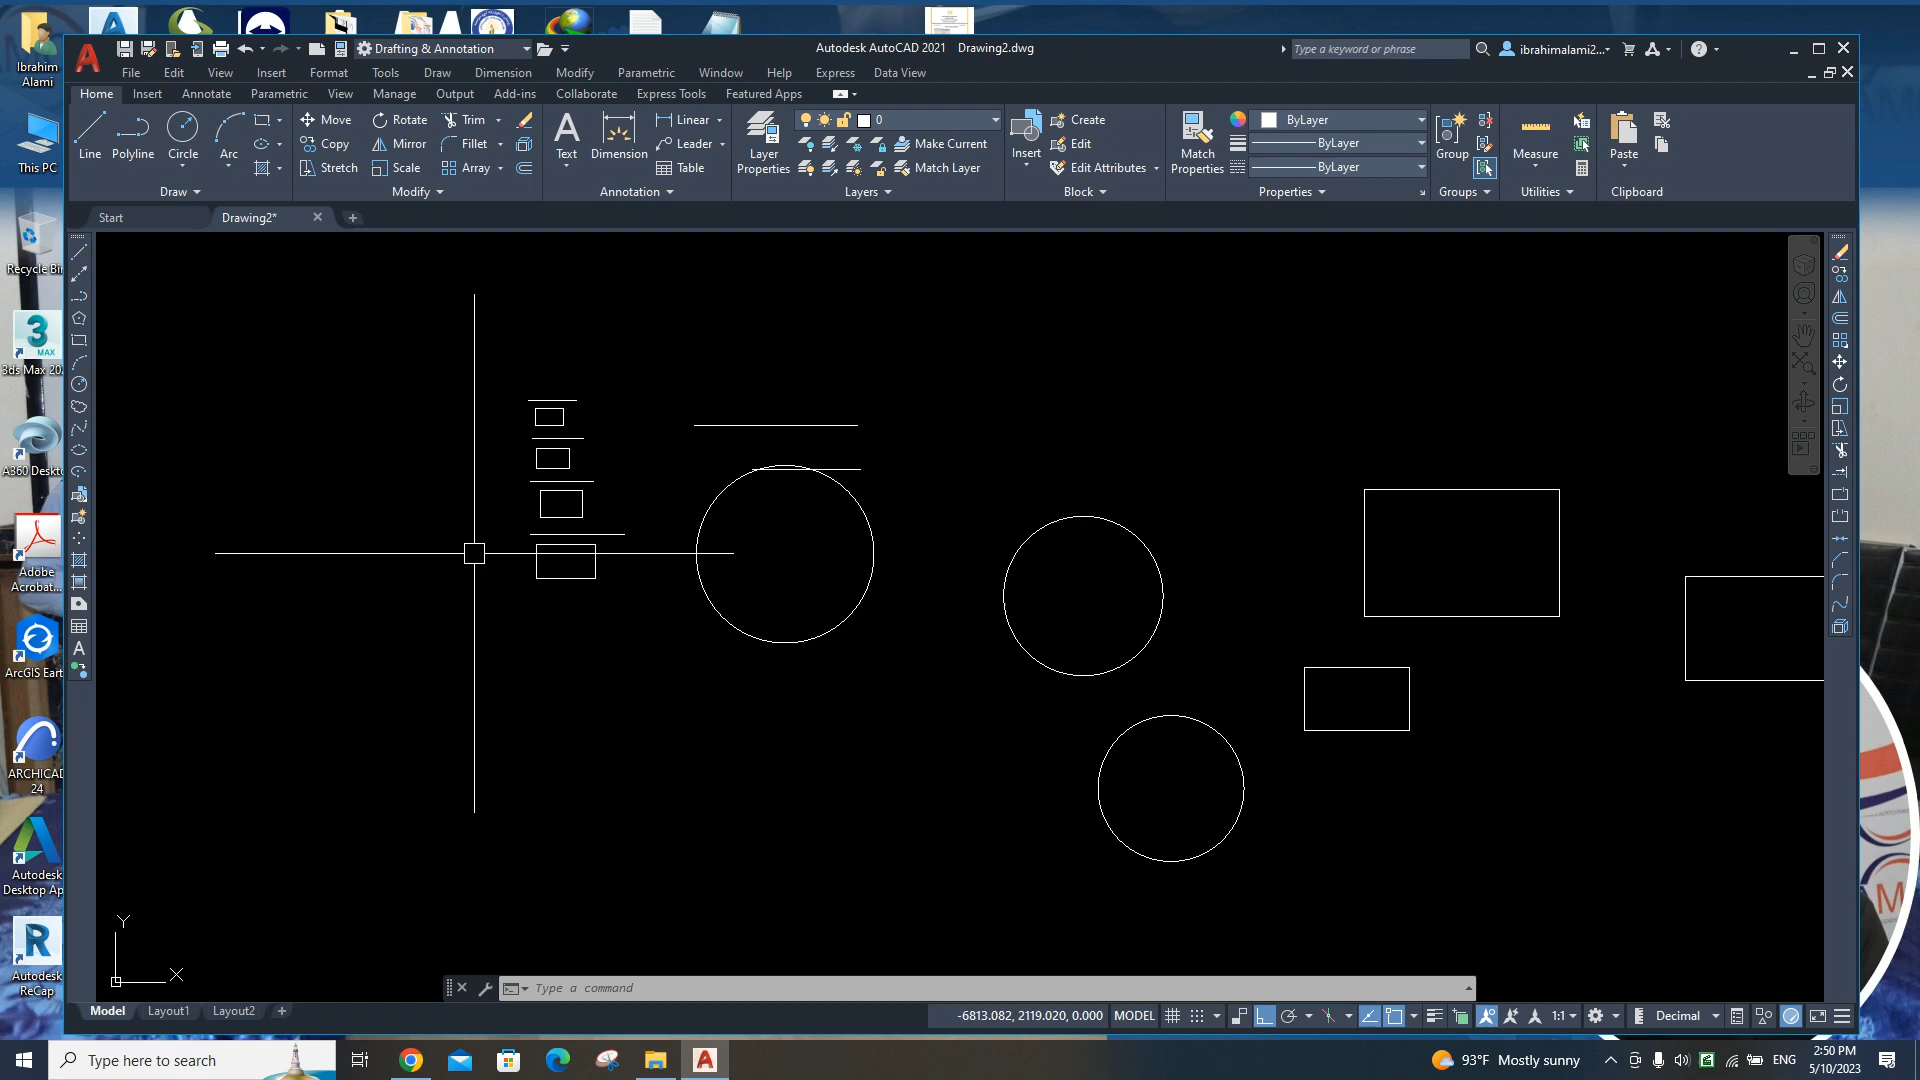 Ibrahim
Alami
This PC
Recycle Bin
3
MAX
3ds Max 20
A360 Deskto
Adobe
Acrobat...
ArcGIS Eart
ARCHICAD
24
Autodesk
Desktop Ap
R
Autodesk
ReCap
A
Drafting & Annotation
Autodesk AutoCAD 2021 Drawing2.dwg
Type a keyword or phrase
ibrahimalami2...
File Edit View Insert Format Tools Draw Dimension Modify Parametric Window Help Express Data View
Home Insert Annotate Parametric View Manage Output Add-ins Collaborate Express Tools Featured Apps
Line
Polyline
Circle
Arc
Draw
Move
Rotate
Trim
Copy
Mirror
Fillet
Stretch
Scale
Array
Modify
A
Text
Dimension
Linear
Leader
Table
Annotation
Layer
Properties
0
Make Current
Match Layer
Layers
Insert
Create
Edit
Edit Attributes
Block
Match
Properties
ByLayer
ByLayer
ByLayer
Properties
Group
Groups
Measure
Utilities
Paste
Clipboard
Start
Drawing2*
A
Y
X
Type a command
Model Layout1 Layout2 +
-6813.082, 2119.020, 0.000 MODEL
1:1
Decimal
Type here to search
A
93°F Mostly sunny
ENG
2:50 PM
5/10/2023